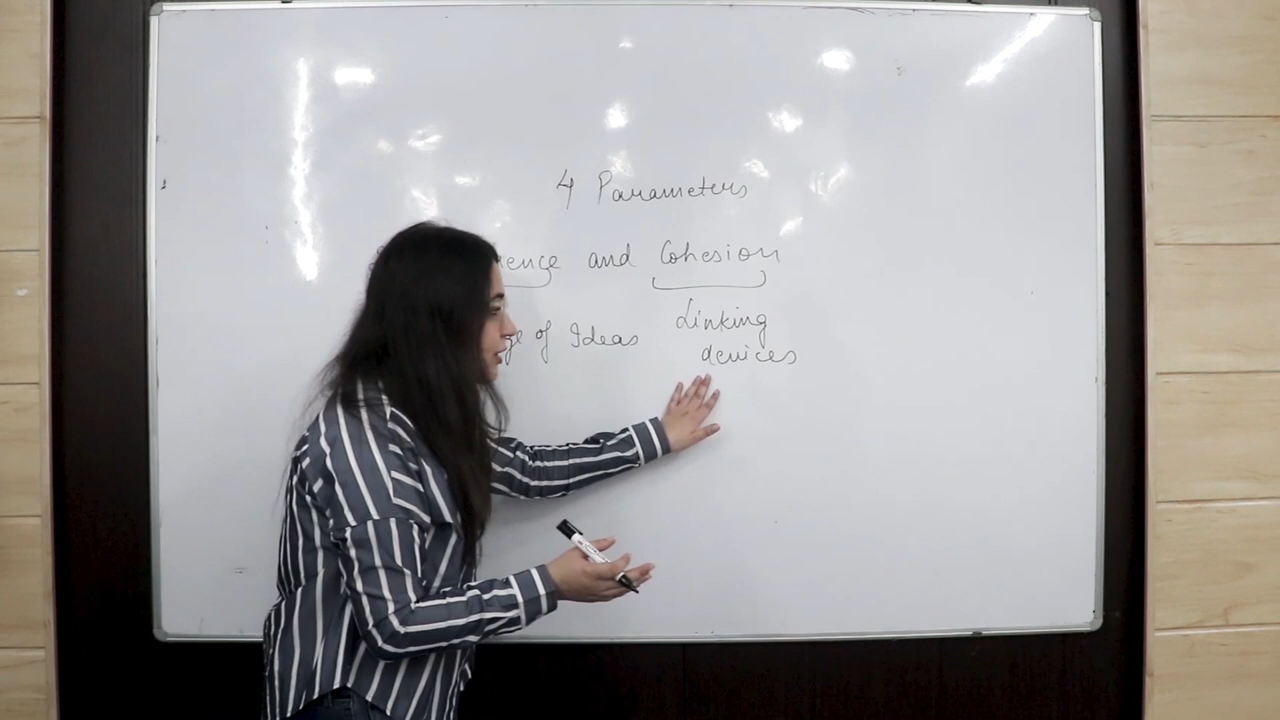 4 Parameters
and Cohesion
of Ideas Linking
devices